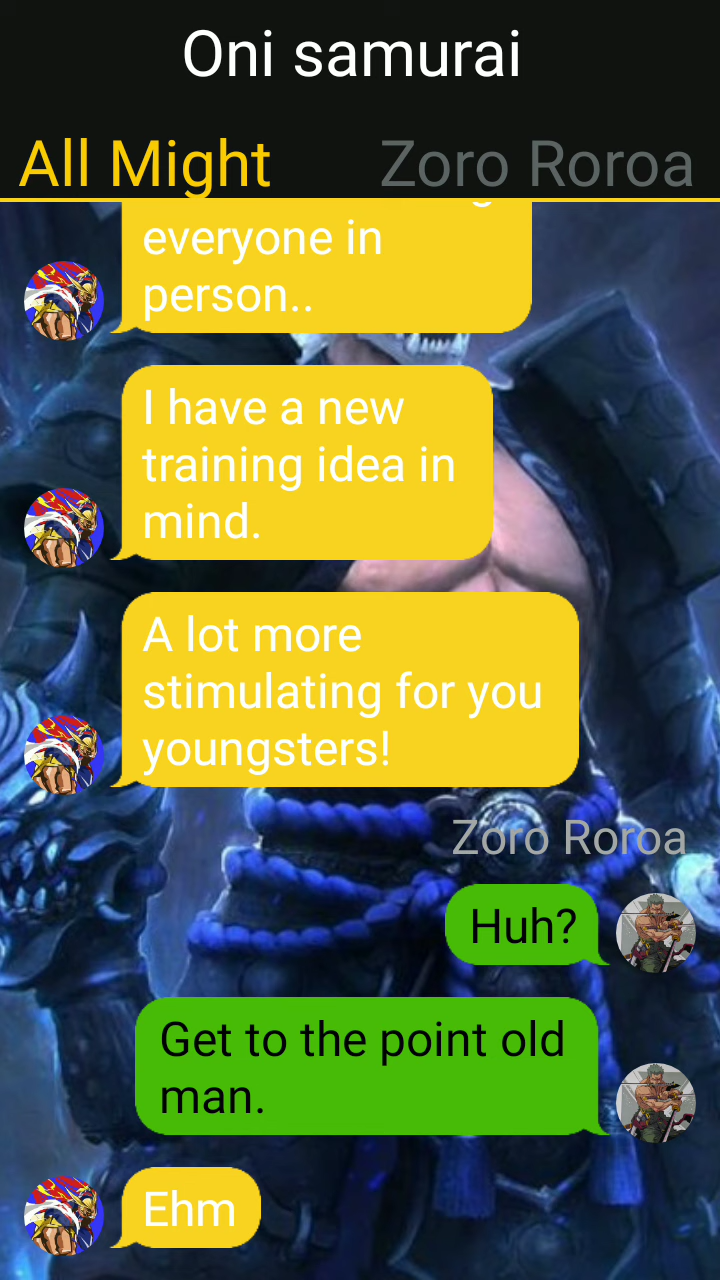 Oni samurai
All Might
Zoro Roroa
everyone in
person..
I have a new
training idea in
mind.
A lot more
stimulating for you
youngsters!
Zoro Roroa
Huh?
Get to the point old
man.
Ehm